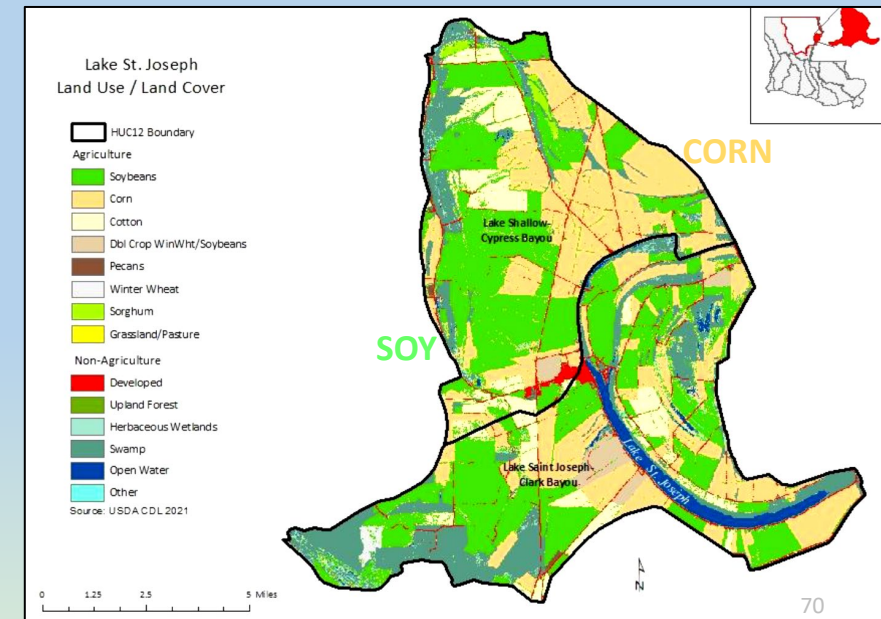 Lake St. Joseph
Land Use / Land Cover
HUC12 Boundary
Agriculture
Soybeans
Corn
Cotton
Dbl Crop WinWht/Soybeans
Pecans
Winter Wheat
Sorghum
Grassland/Pasture
Non-Agriculture
Developed
Upland Forest
Herbaceous Wetlands
Swamp
Open Water
Other
Source: USDA CDL 2021
0 1.25 2.5 5 Miles
CORN
Lake Shallow-
Cypress Bayou
SOY
Lake Saint Joseph-
Clark Bayou
Lake St. Joseph
N
70